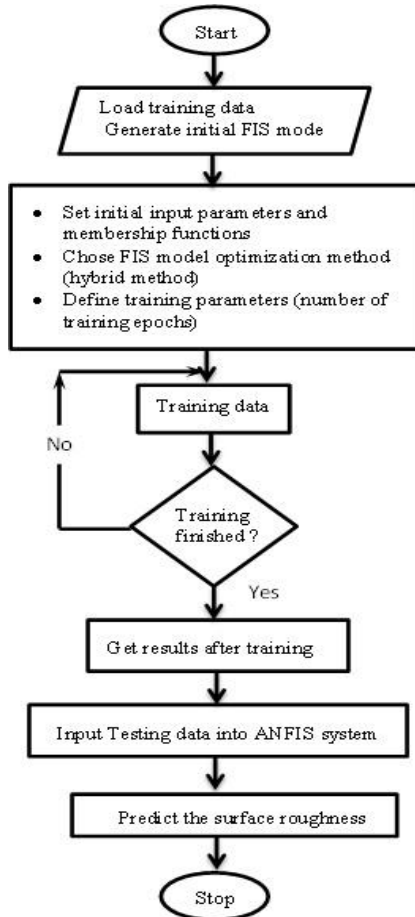 Start
Load training data
Generate initial FIS mode
• Set initial input parameters and
membership functions
• Chose FIS model optimization method
(hybrid method)
• Define training parameters (number of
training epochs)
Training data
No
Training
finished ?
Yes
Get results after training
Input Testing data into ANFIS system
Predict the surface roughness
Stop